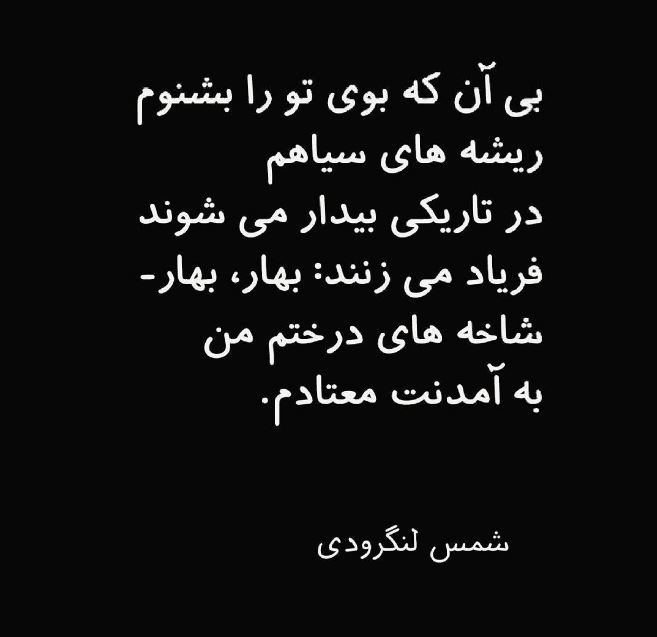 بی آن که بوی تو را بشنوم
ریشه های سیاهم
در تاریکی بیدار می شوند
فریاد می زنند: بهار، بهار-
شاخه های درختم من
به آمدنت معتادم.
شمس لنگرودی